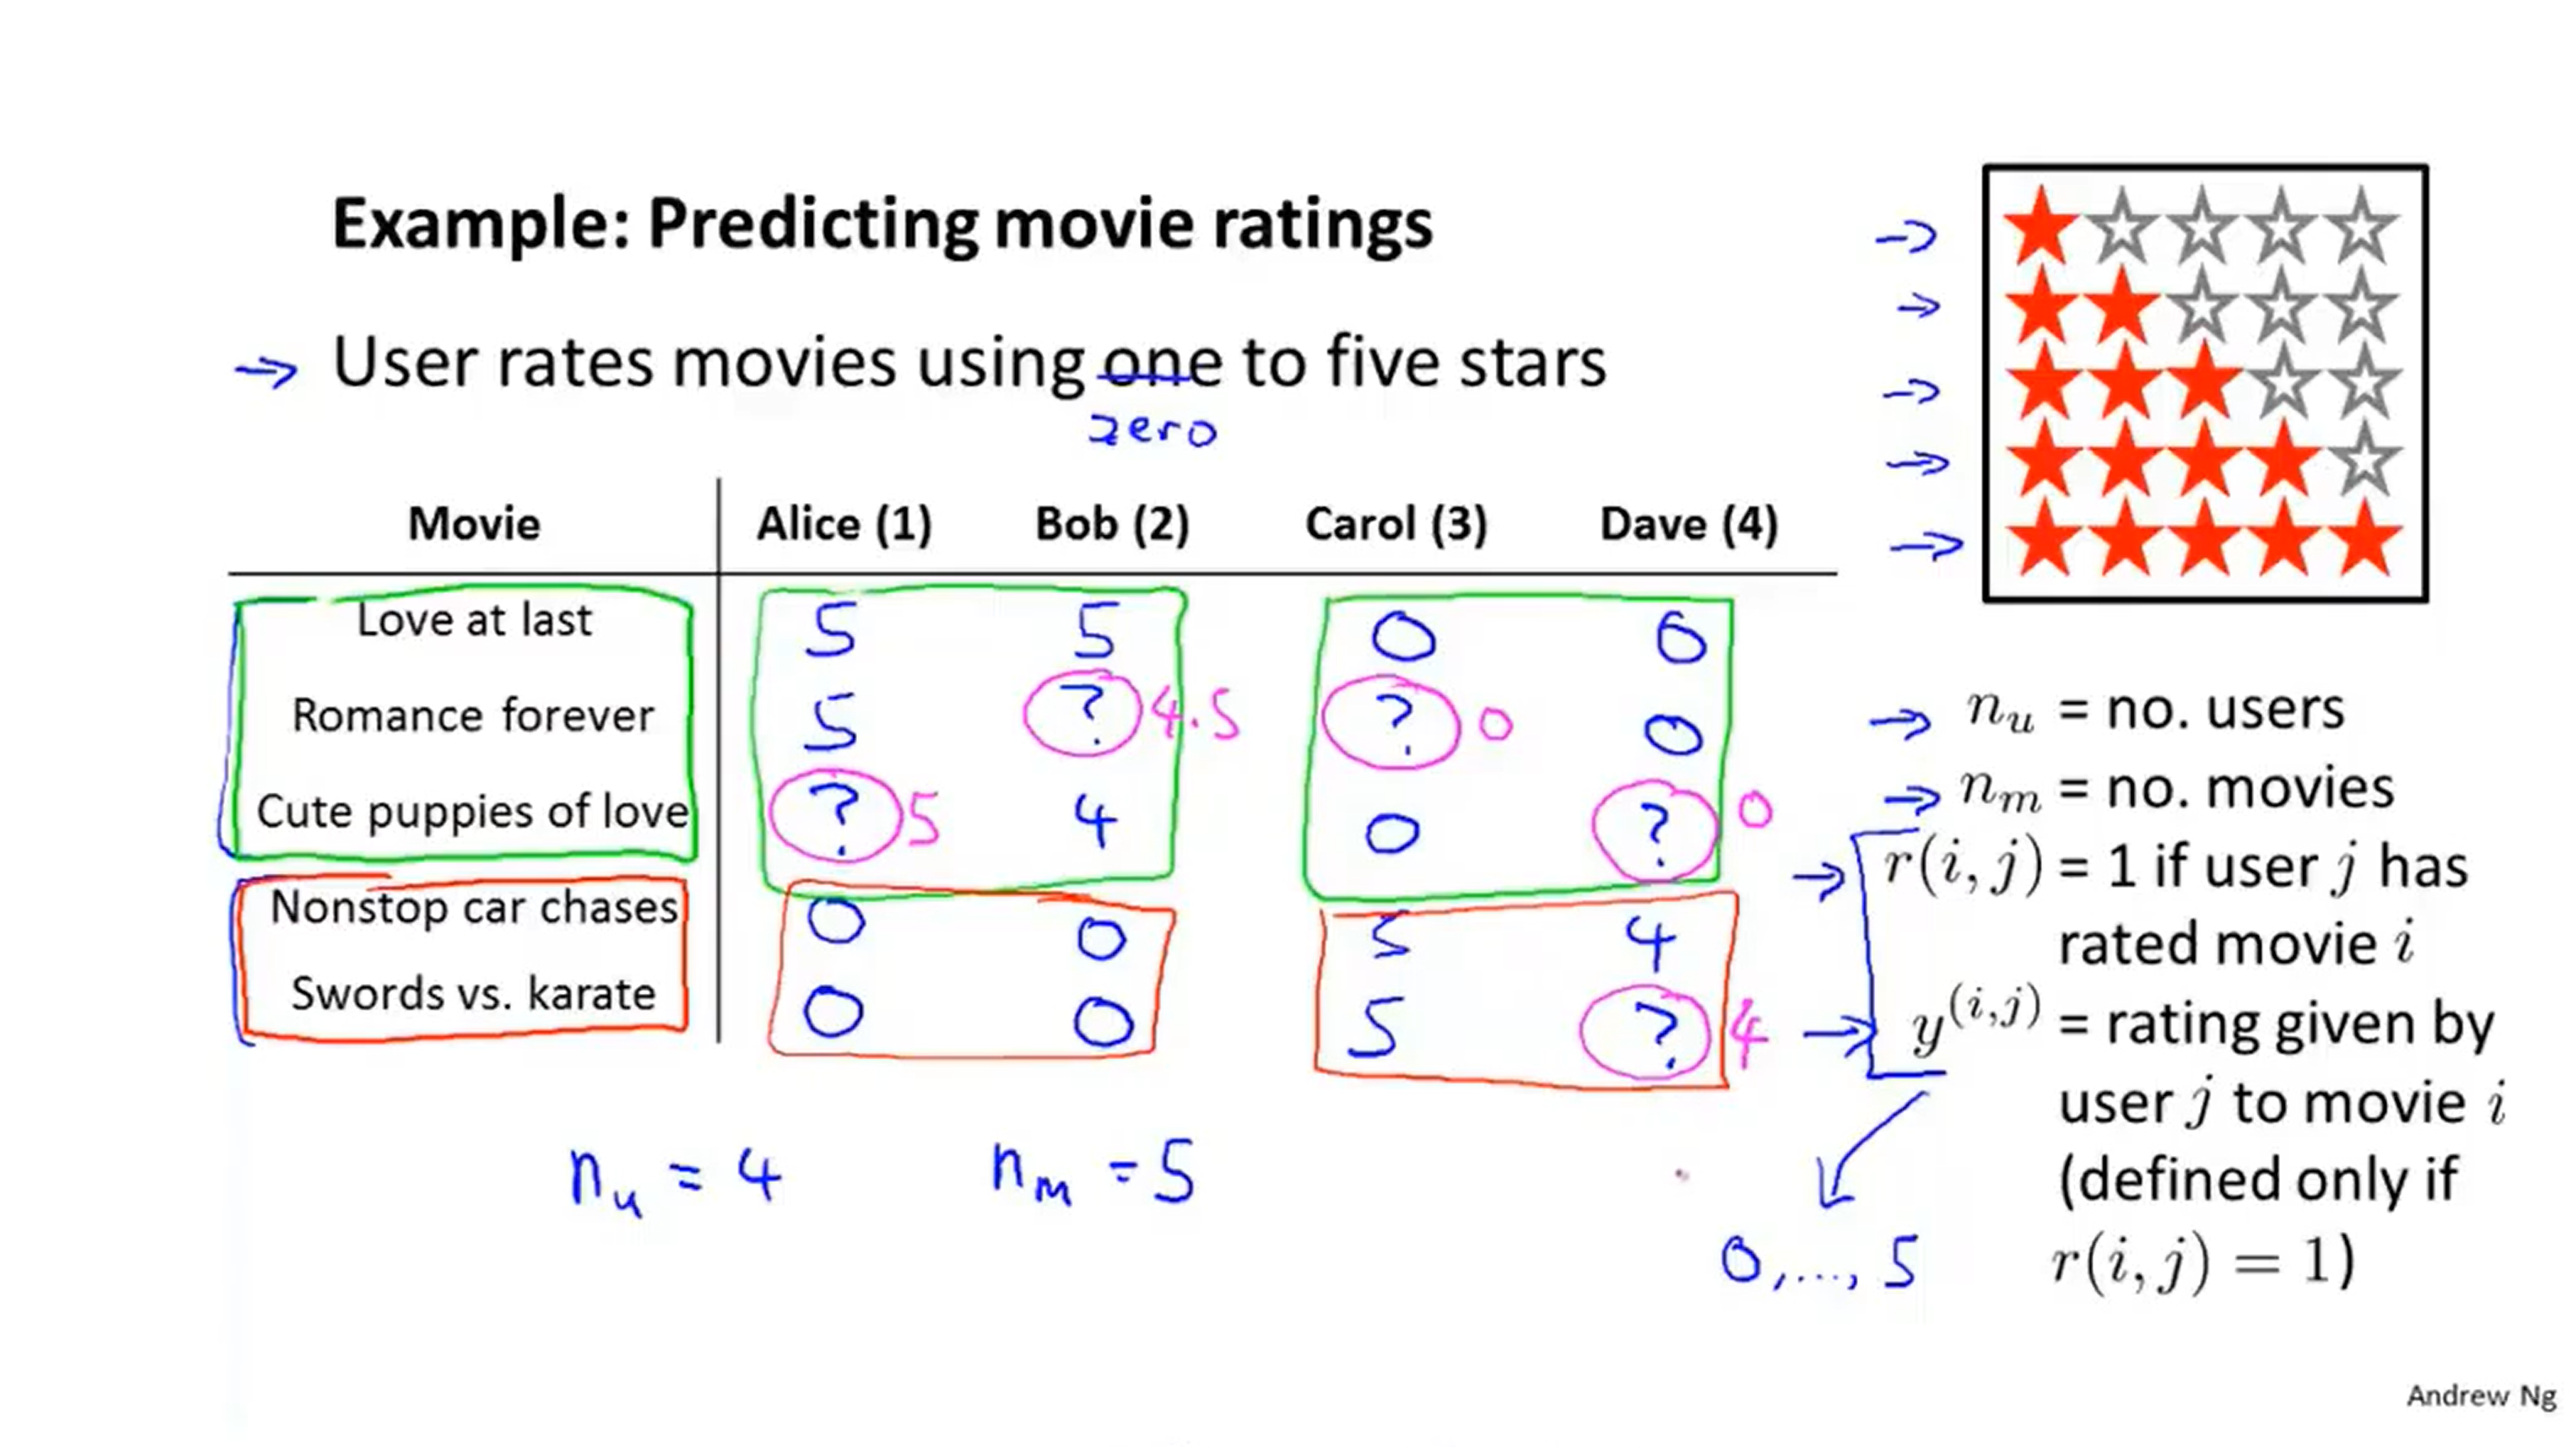 Example: Predicting movie ratings
→ User rates movies using one to five stars
zero
Movie Alice (1) Bob (2) Carol (3) Dave (4)
Love at last 5 5 0 0
Romance forever 5 ? 4.5 ? 0 0
Cute puppies of love ? 5 4 0 ? 0
Nonstop car chases 0 0 5 4
Swords vs. karate 0 0 5 ? 4
n_u = 4 n_m = 5
→ n_u = no. users
→ n_m = no. movies
→ r(i, j) = 1 if user j has
rated movie i
→ y^(i,j) = rating given by
user j to movie i
(defined only if
r(i, j) = 1)
0,..., 5
Andrew Ng